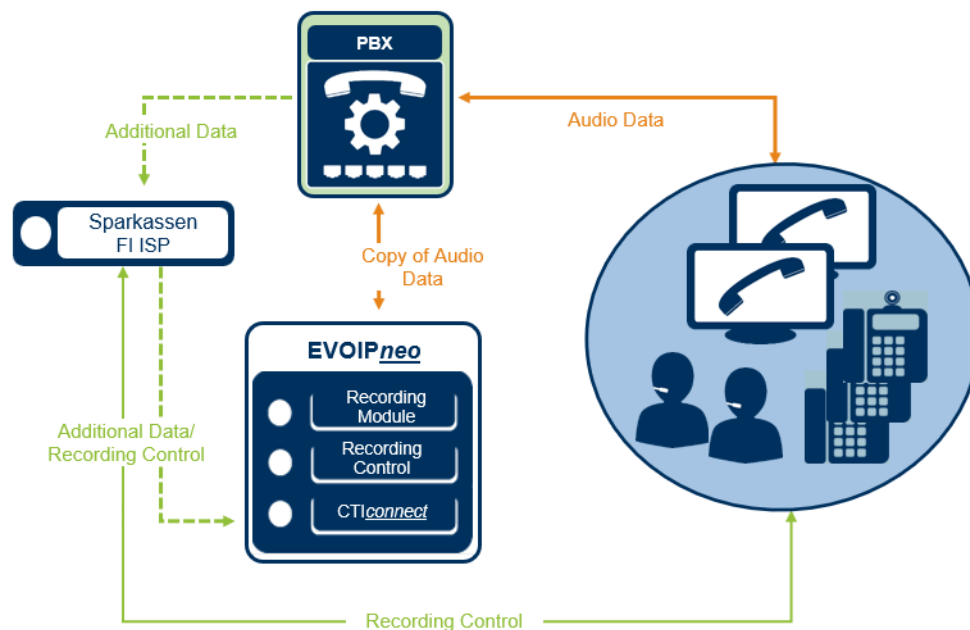 PBX
Audio Data
Additional Data
Sparkassen
FI ISP
Copy of Audio
Data
EVOIPneo
Recording
Module
Recording
Control
CTIconnect
Additional Data/
Recording Control
Recording Control